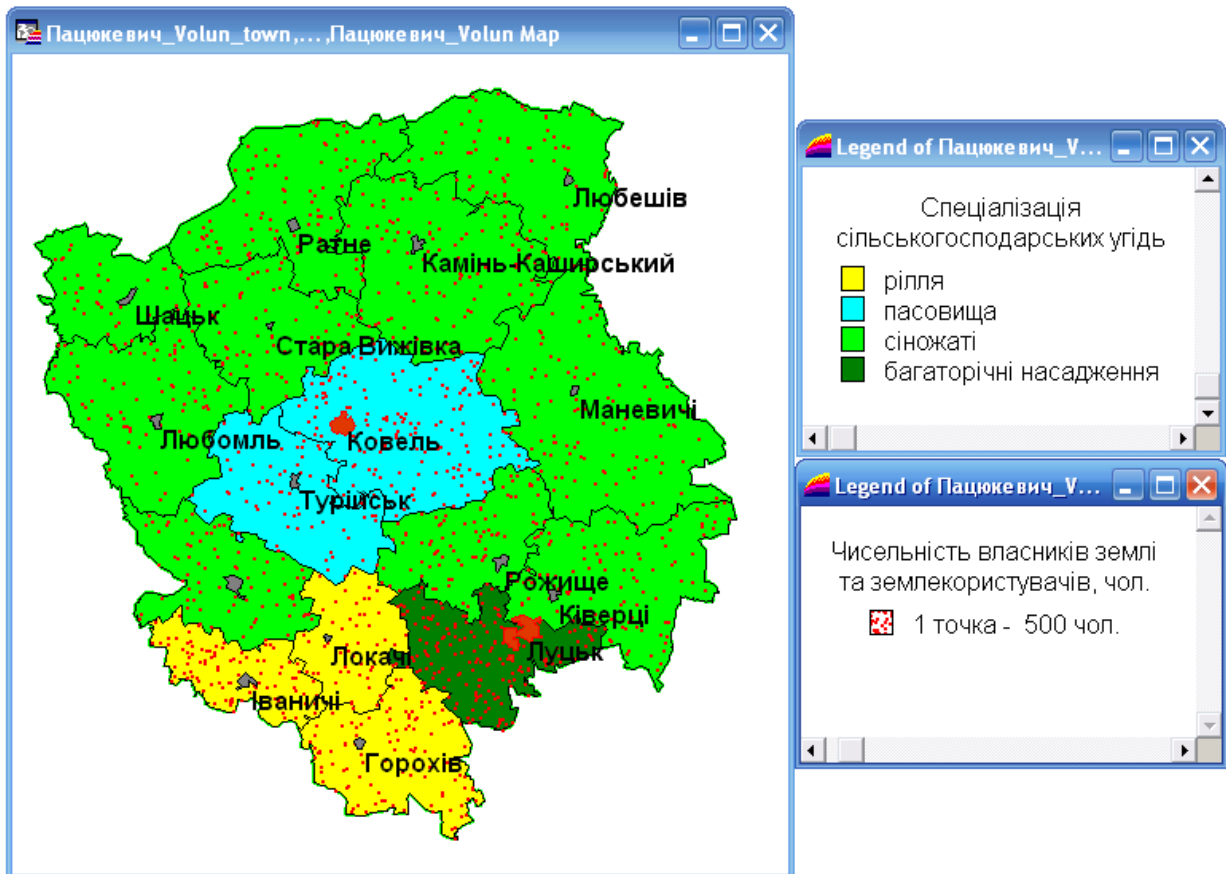 Пацюкевич_Volun_town,...,Пацюкевич_Volun Map
Любешів
Ратне
Камінь-Каширський
Шацьк
Стара Вижівка
Маневичі
Любомль
Ковель
Турійськ
Рожище
Ківерці
Луцьк
Локачі
Іваничі
Горохів
Legend of Пацюкевич_V...
Спеціалізація
сільськогосподарських угідь
рілля
пасовища
сіножаті
багаторічні насадження
Legend of Пацюкевич_V...
Чисельність власників землі
та землекористувачів, чол.
1 точка - 500 чол.